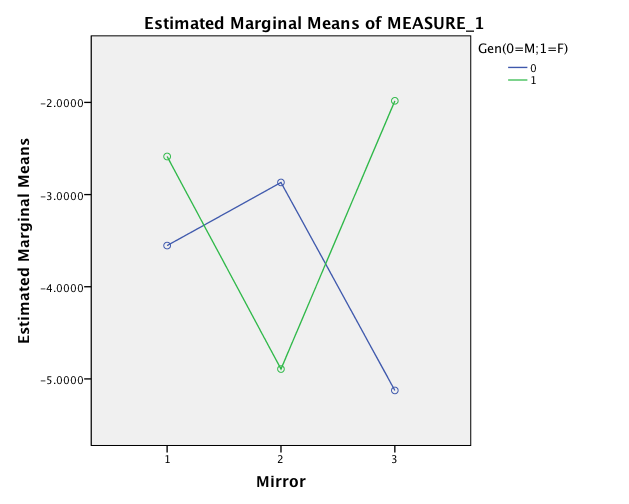 Estimated Marginal Means of MEASURE_1
Gen(0=M;1=F)
0
1
-2.0000
-3.0000
-4.0000
-5.0000
Estimated Marginal Means
1 2 3
Mirror